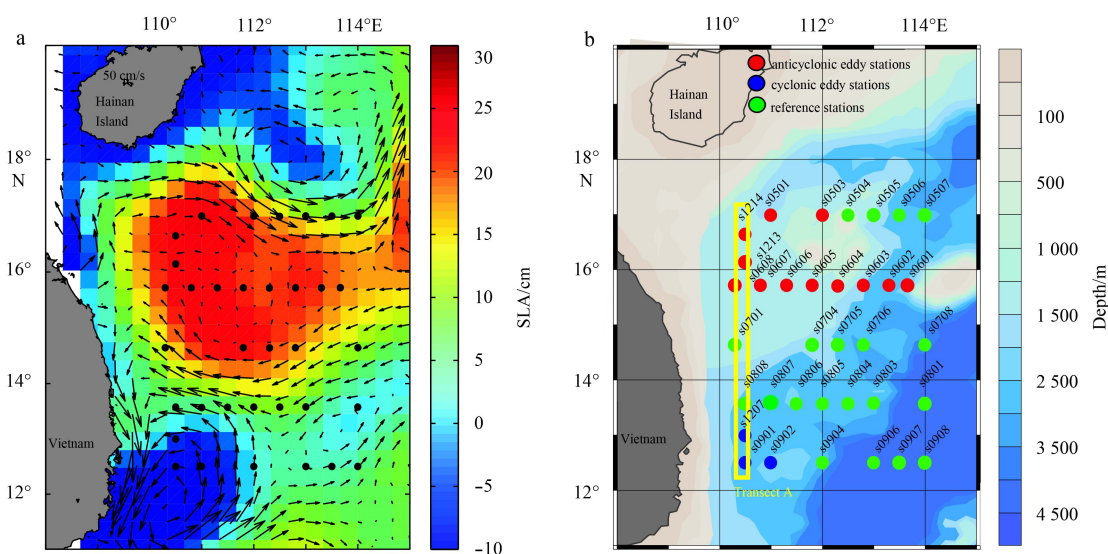 a
110°
112°
114°E
18°
N
16°
14°
12°
50 cm/s
Hainan
Island
Vietnam
30
25
20
15
10
5
0
−5
−10
SLA/cm
b
110°
112°
114°E
18°
N
16°
14°
12°
Hainan
Island
anticyclonic eddy stations
cyclonic eddy stations
reference stations
s1214
s0501
s0503
s0504
s0505
s0506
s0507
s1213
s0608
s0607
s0606
s0605
s0604
s0603
s0602
s0601
s0701
s0704
s0705
s0706
s0708
s0808
s0807
s0806
s0805
s0804
s0803
s0801
s1207
s0901
s0902
s0904
s0906
s0907
s0908
Vietnam
Transect A
100
500
1 000
1 500
2 500
3 500
4 500
Depth/m